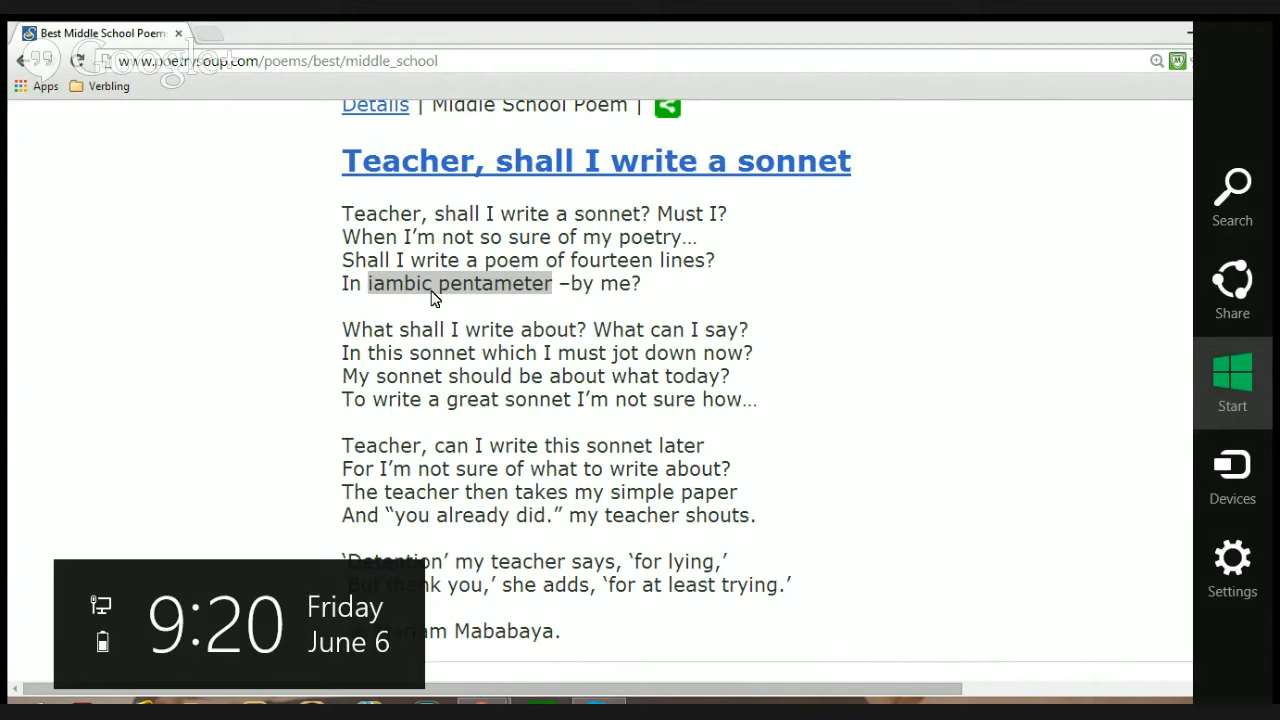 Best Middle School Poem
Google+
www.poetrysoup.com/poems/best/middle_school
Apps
Verbling
Details | Middle School Poem |
Teacher, shall I write a sonnet
Teacher, shall I write a sonnet? Must I?
When I'm not so sure of my poetry…
Shall I write a poem of fourteen lines?
In iambic pentameter –by me?
What shall I write about? What can I say?
In this sonnet which I must jot down now?
My sonnet should be about what today?
To write a great sonnet I'm not sure how…
Teacher, can I write this sonnet later
For I'm not sure of what to write about?
The teacher then takes my simple paper
And “you already did.” my teacher shouts.
‘Detention’ my teacher says, ‘for lying,’
But thank you,’ she adds, ‘for at least trying.’
Mababaya.
9:20
Friday
June 6
Search
Share
Start
Devices
Settings